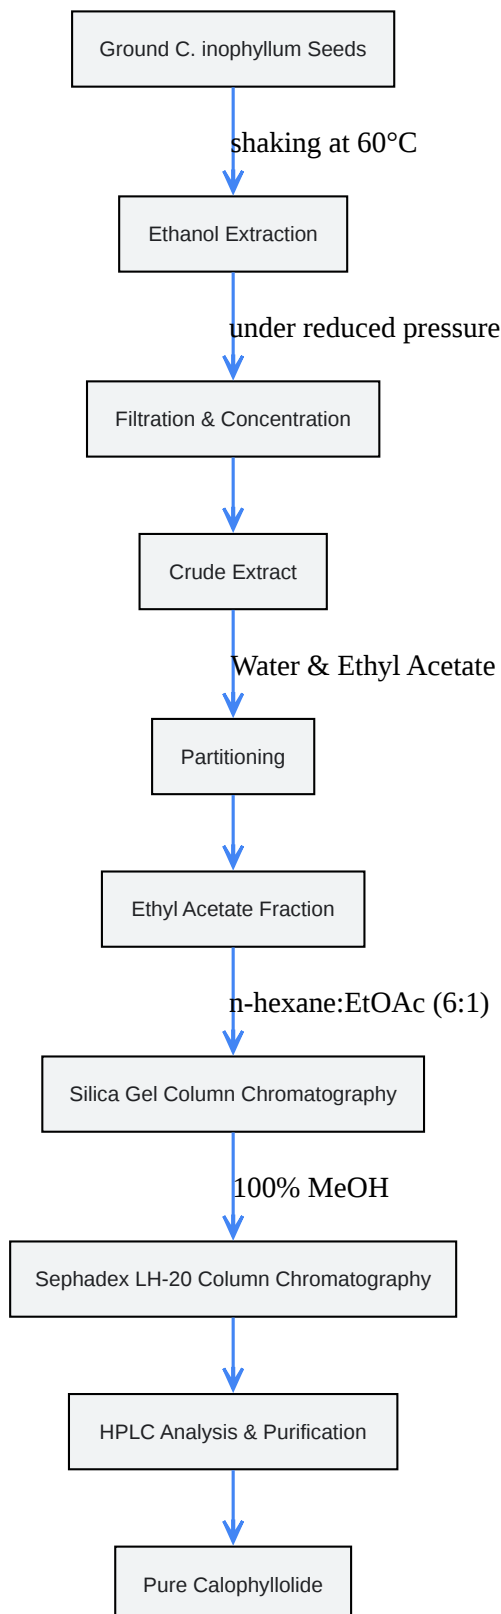 Ground C. inophyllum Seeds
shaking at 60°C
Ethanol Extraction
under reduced pressure
Filtration & Concentration
Crude Extract
Water & Ethyl Acetate
Partitioning
Ethyl Acetate Fraction
n-hexane:EtOAc (6:1)
Silica Gel Column Chromatography
100% MeOH
Sephadex LH-20 Column Chromatography
HPLC Analysis & Purification
Pure Calophyllolide